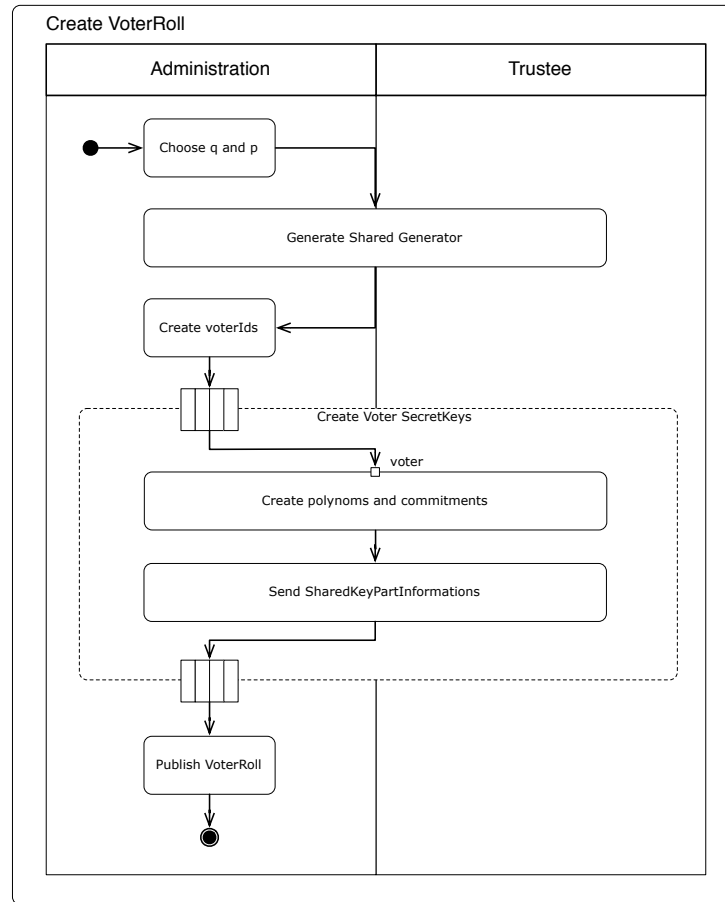 Create VoterRoll
Administration
Trustee
Choose q and p
Generate Shared Generator
Create voterIds
Create Voter SecretKeys
voter
Create polynoms and commitments
Send SharedKeyPartInformations
Publish VoterRoll